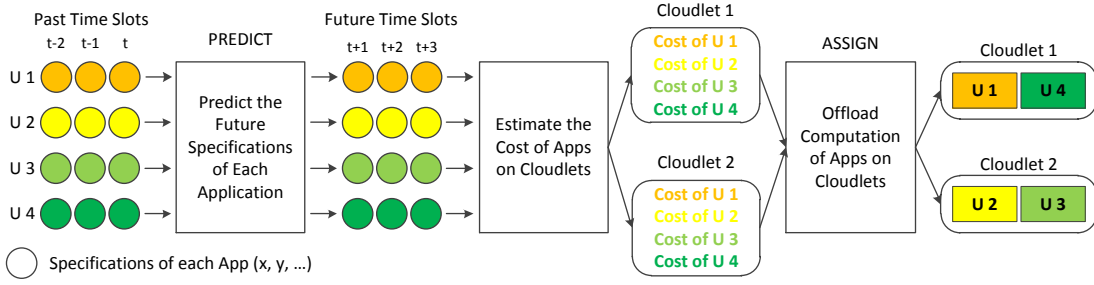 Past Time Slots
t-2 t-1 t
U 1
U 2
U 3
U 4
PREDICT
Predict the
Future
Specifications
of Each
Application
Future Time Slots
t+1 t+2 t+3
Estimate the
Cost of Apps
on Cloudlets
Cloudlet 1
Cost of U 1
Cost of U 2
Cost of U 3
Cost of U 4
Cloudlet 2
Cost of U 1
Cost of U 2
Cost of U 3
Cost of U 4
ASSIGN
Offload
Computation
of Apps on
Cloudlets
Cloudlet 1
U 1 U 4
Cloudlet 2
U 2 U 3
Specifications of each App (x, y, …)